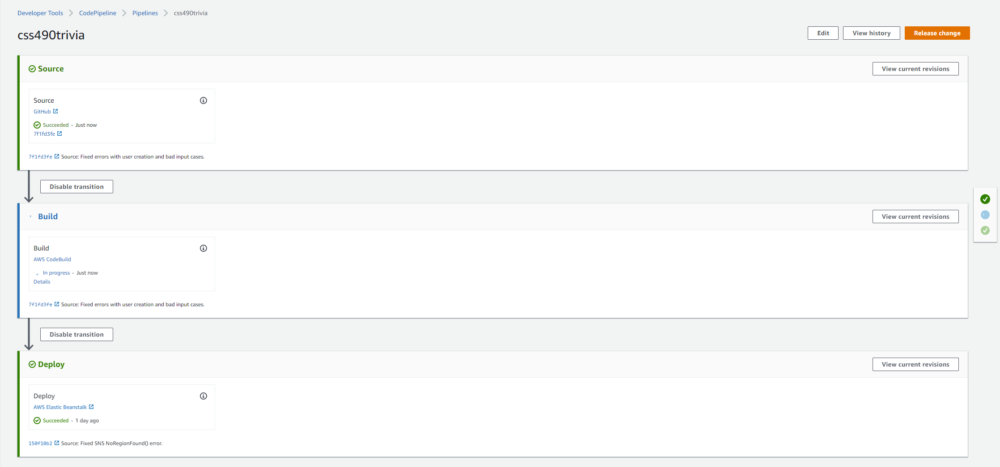 Developer Tools CodePipeline Pipelines css490trivia
css490trivia
Edit View history Release change
Source View current revisions
Source
GitHub
Succeeded - Just now
7f1fd3fe
7f1fd3fe Source: Fixed errors with user creation and bad input cases.
Disable transition
Build View current revisions
Build
AWS CodeBuild
In progress - Just now
Details
7f1fd3fe Source: Fixed errors with user creation and bad input cases.
Disable transition
Deploy View current revisions
Deploy
AWS Elastic Beanstalk
Succeeded - 1 day ago
150f10b2 Source: Fixed SNS NoRegionFound() error.